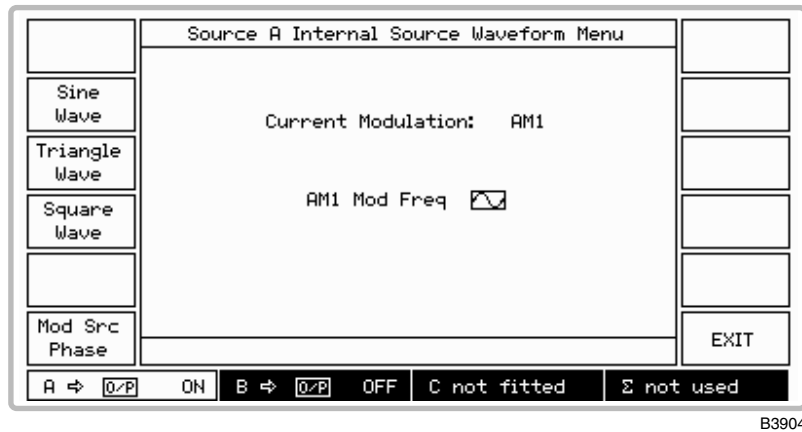 Source A Internal Source Waveform Menu
Sine
Wave
Current Modulation: AM1
Triangle
Wave
AM1 Mod Freq
Square
Wave
Mod Src
Phase
EXIT
A ⇨ O/P ON B ⇨ O/P OFF C not fitted Σ not used
B3904